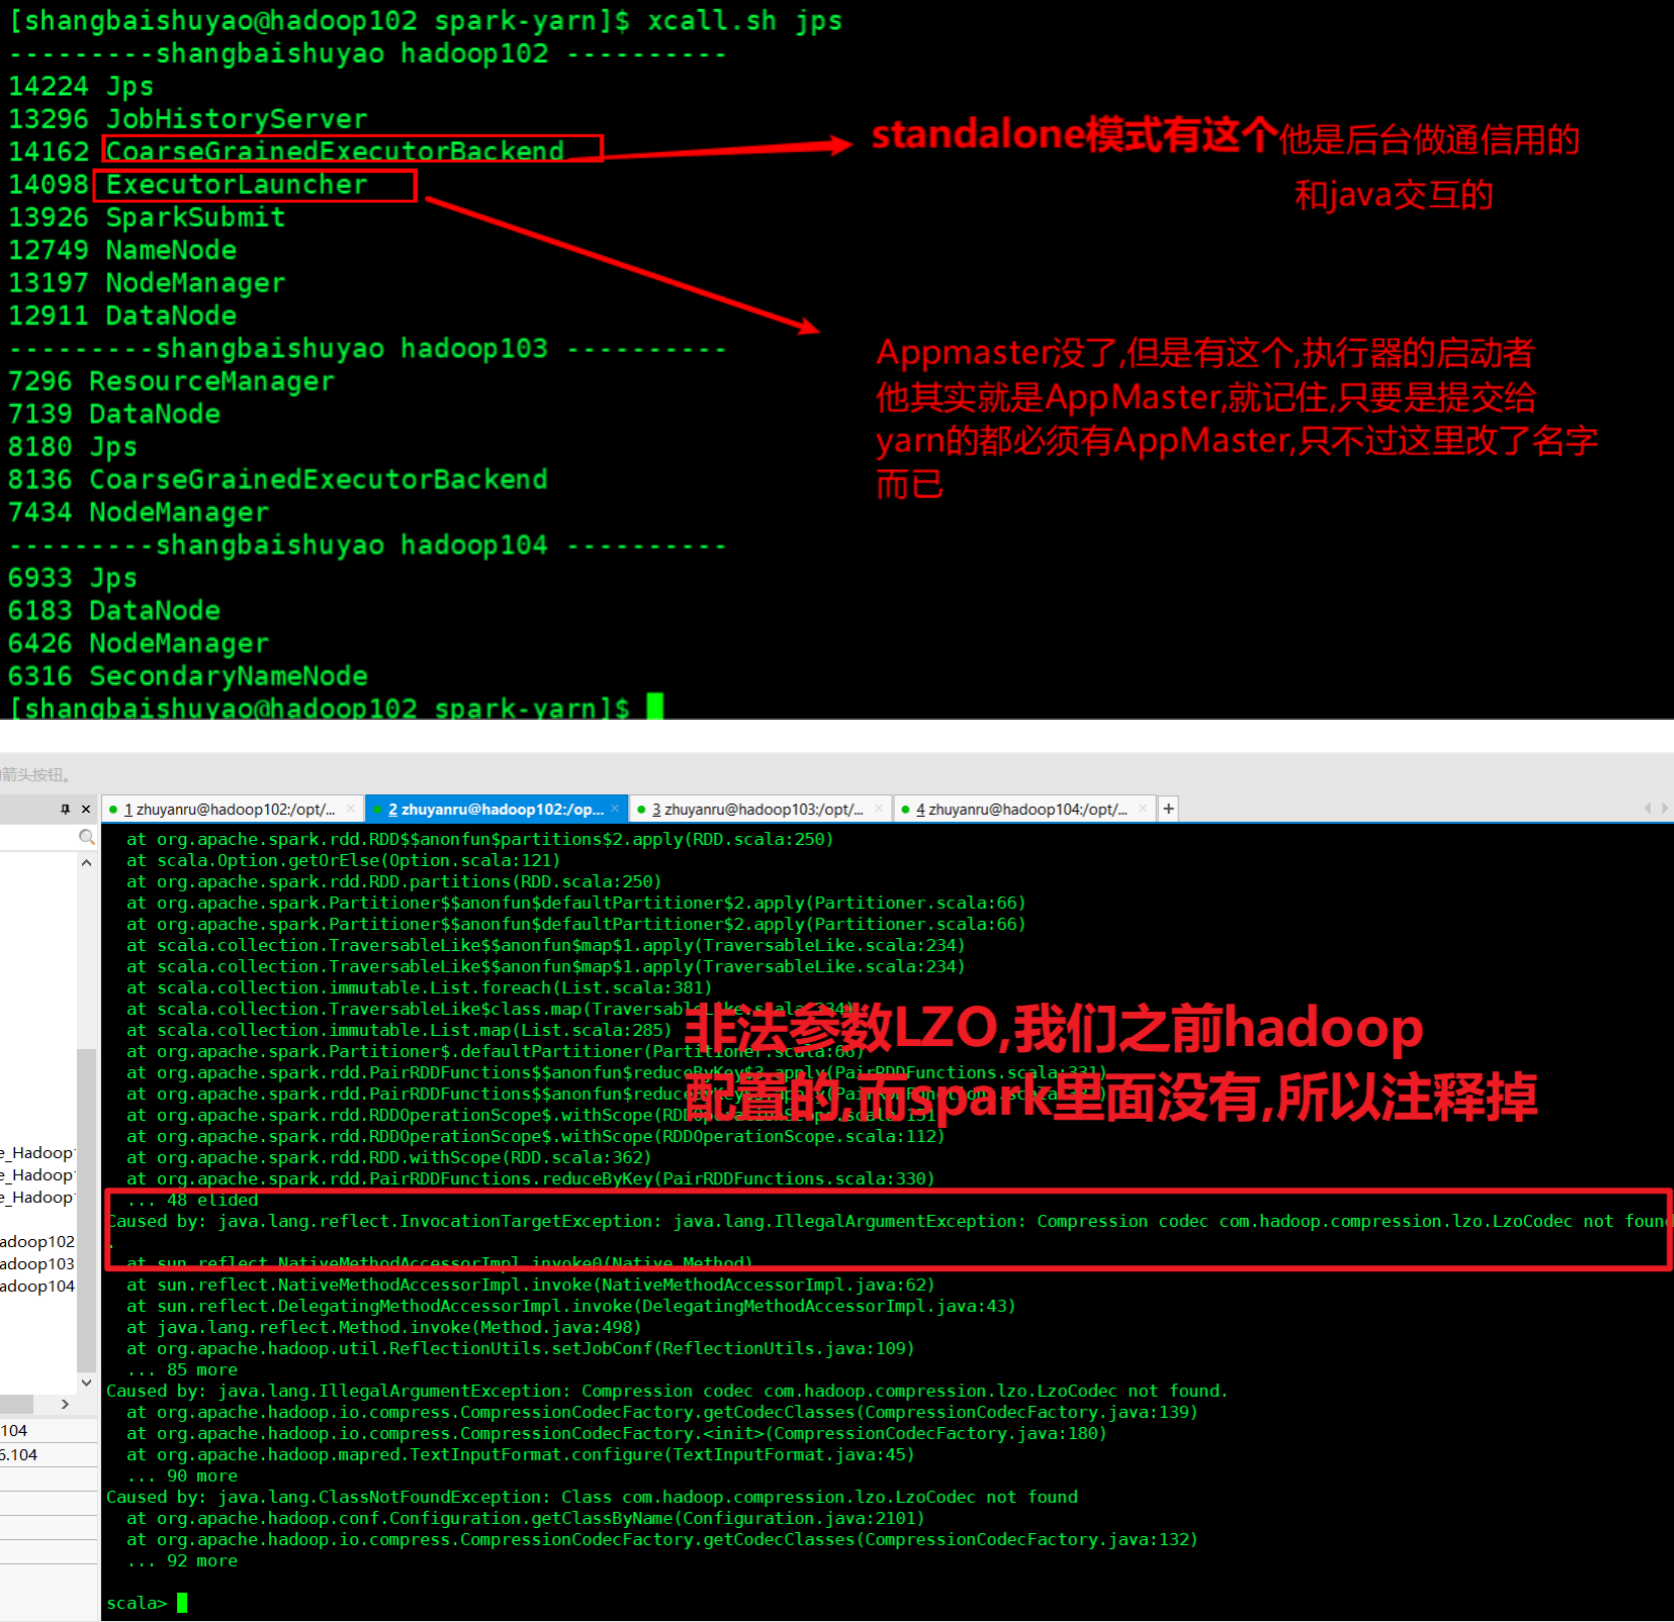 [shangbaishuyao@hadoop102 spark-yarn]$ xcall.sh jps
---------shangbaishuyao hadoop102 ----------
14224 Jps
13296 JobHistoryServer
14162 CoarseGrainedExecutorBackend
standalone模式有这个他是后台做通信用的
和java交互的
14098 ExecutorLauncher
13926 SparkSubmit
12749 NameNode
13197 NodeManager
12911 DataNode
---------shangbaishuyao hadoop103 ----------
Appmaster没了,但是有这个,执行器的启动者
他其实就是AppMaster,就记住,只要是提交给
yarn的都必须有AppMaster,只不过这里改了名字
而已
7296 ResourceManager
7139 DataNode
8180 Jps
8136 CoarseGrainedExecutorBackend
7434 NodeManager
---------shangbaishuyao hadoop104 ----------
6933 Jps
6183 DataNode
6426 NodeManager
6316 SecondaryNameNode
[shangbaishuyao@hadoop102 spark-yarn]$
箭头按钮。
1 zhuyanru@hadoop102:/opt/... 2 zhuyanru@hadoop102:/op... 3 zhuyanru@hadoop103:/opt/... 4 zhuyanru@hadoop104:/opt/... +
at org.apache.spark.rdd.RDD$$anonfun$partitions$2.apply(RDD.scala:250)
at scala.Option.getOrElse(Option.scala:121)
at org.apache.spark.rdd.RDD.partitions(RDD.scala:250)
at org.apache.spark.Partitioner$$anonfun$defaultPartitioner$2.apply(Partitioner.scala:66)
at org.apache.spark.Partitioner$$anonfun$defaultPartitioner$2.apply(Partitioner.scala:66)
at scala.collection.TraversableLike$$anonfun$map$1.apply(TraversableLike.scala:234)
at scala.collection.TraversableLike$$anonfun$map$1.apply(TraversableLike.scala:234)
at scala.collection.immutable.List.foreach(List.scala:381)
at scala.collection.TraversableLike$class.map(TraversableLike.scala:234)
at scala.collection.immutable.List.map(List.scala:285)
at org.apache.spark.Partitioner$.defaultPartitioner(Partitioner.scala:66)
at org.apache.spark.rdd.PairRDDFunctions$$anonfun$reduceByKey$3.apply(PairRDDFunctions.scala:331)
at org.apache.spark.rdd.PairRDDFunctions$$anonfun$reduceByKey$3.apply(PairRDDFunctions.scala:331)
at org.apache.spark.rdd.RDDOperationScope$.withScope(RDDOperationScope.scala:151)
at org.apache.spark.rdd.RDDOperationScope$.withScope(RDDOperationScope.scala:112)
at org.apache.spark.rdd.RDD.withScope(RDD.scala:362)
at org.apache.spark.rdd.PairRDDFunctions.reduceByKey(PairRDDFunctions.scala:330)
非法参数LZO,我们之前hadoop
配置的,而spark里面没有,所以注释掉
... 48 elided
Caused by: java.lang.reflect.InvocationTargetException: java.lang.IllegalArgumentException: Compression codec com.hadoop.compression.lzo.LzoCodec not found
.
at sun.reflect.NativeMethodAccessorImpl.invoke0(Native Method)
at sun.reflect.NativeMethodAccessorImpl.invoke(NativeMethodAccessorImpl.java:62)
at sun.reflect.DelegatingMethodAccessorImpl.invoke(DelegatingMethodAccessorImpl.java:43)
at java.lang.reflect.Method.invoke(Method.java:498)
at org.apache.hadoop.util.ReflectionUtils.setJobConf(ReflectionUtils.java:109)
... 85 more
Caused by: java.lang.IllegalArgumentException: Compression codec com.hadoop.compression.lzo.LzoCodec not found.
at org.apache.hadoop.io.compress.CompressionCodecFactory.getCodecClasses(CompressionCodecFactory.java:139)
at org.apache.hadoop.io.compress.CompressionCodecFactory.<init>(CompressionCodecFactory.java:180)
at org.apache.hadoop.mapred.TextInputFormat.configure(TextInputFormat.java:45)
... 90 more
Caused by: java.lang.ClassNotFoundException: Class com.hadoop.compression.lzo.LzoCodec not found
at org.apache.hadoop.conf.Configuration.getClassByName(Configuration.java:2101)
at org.apache.hadoop.io.compress.CompressionCodecFactory.getCodecClasses(CompressionCodecFactory.java:132)
... 92 more
scala>
e_Hadoop
e_Hadoop
e_Hadoop
adoop102
adoop103
adoop104
104
6.104